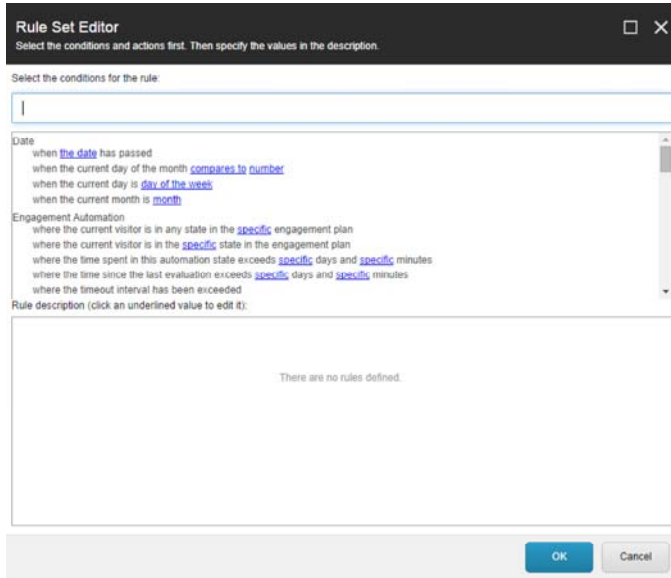 Rule Set Editor
Select the conditions and actions first. Then specify the values in the description.
Select the conditions for the rule:
Date
when the date has passed
when the current day of the month compares to number
when the current day is day of the week
when the current month is month
Engagement Automation
where the current visitor is in any state in the specific engagement plan
where the current visitor is in the specific state in the engagement plan
where the time spent in this automation state exceeds specific days and specific minutes
where the time since the last evaluation exceeds specific days and specific minutes
where the timeout interval has been exceeded
Rule description (click an underlined value to edit it):
There are no rules defined.
OK
Cancel